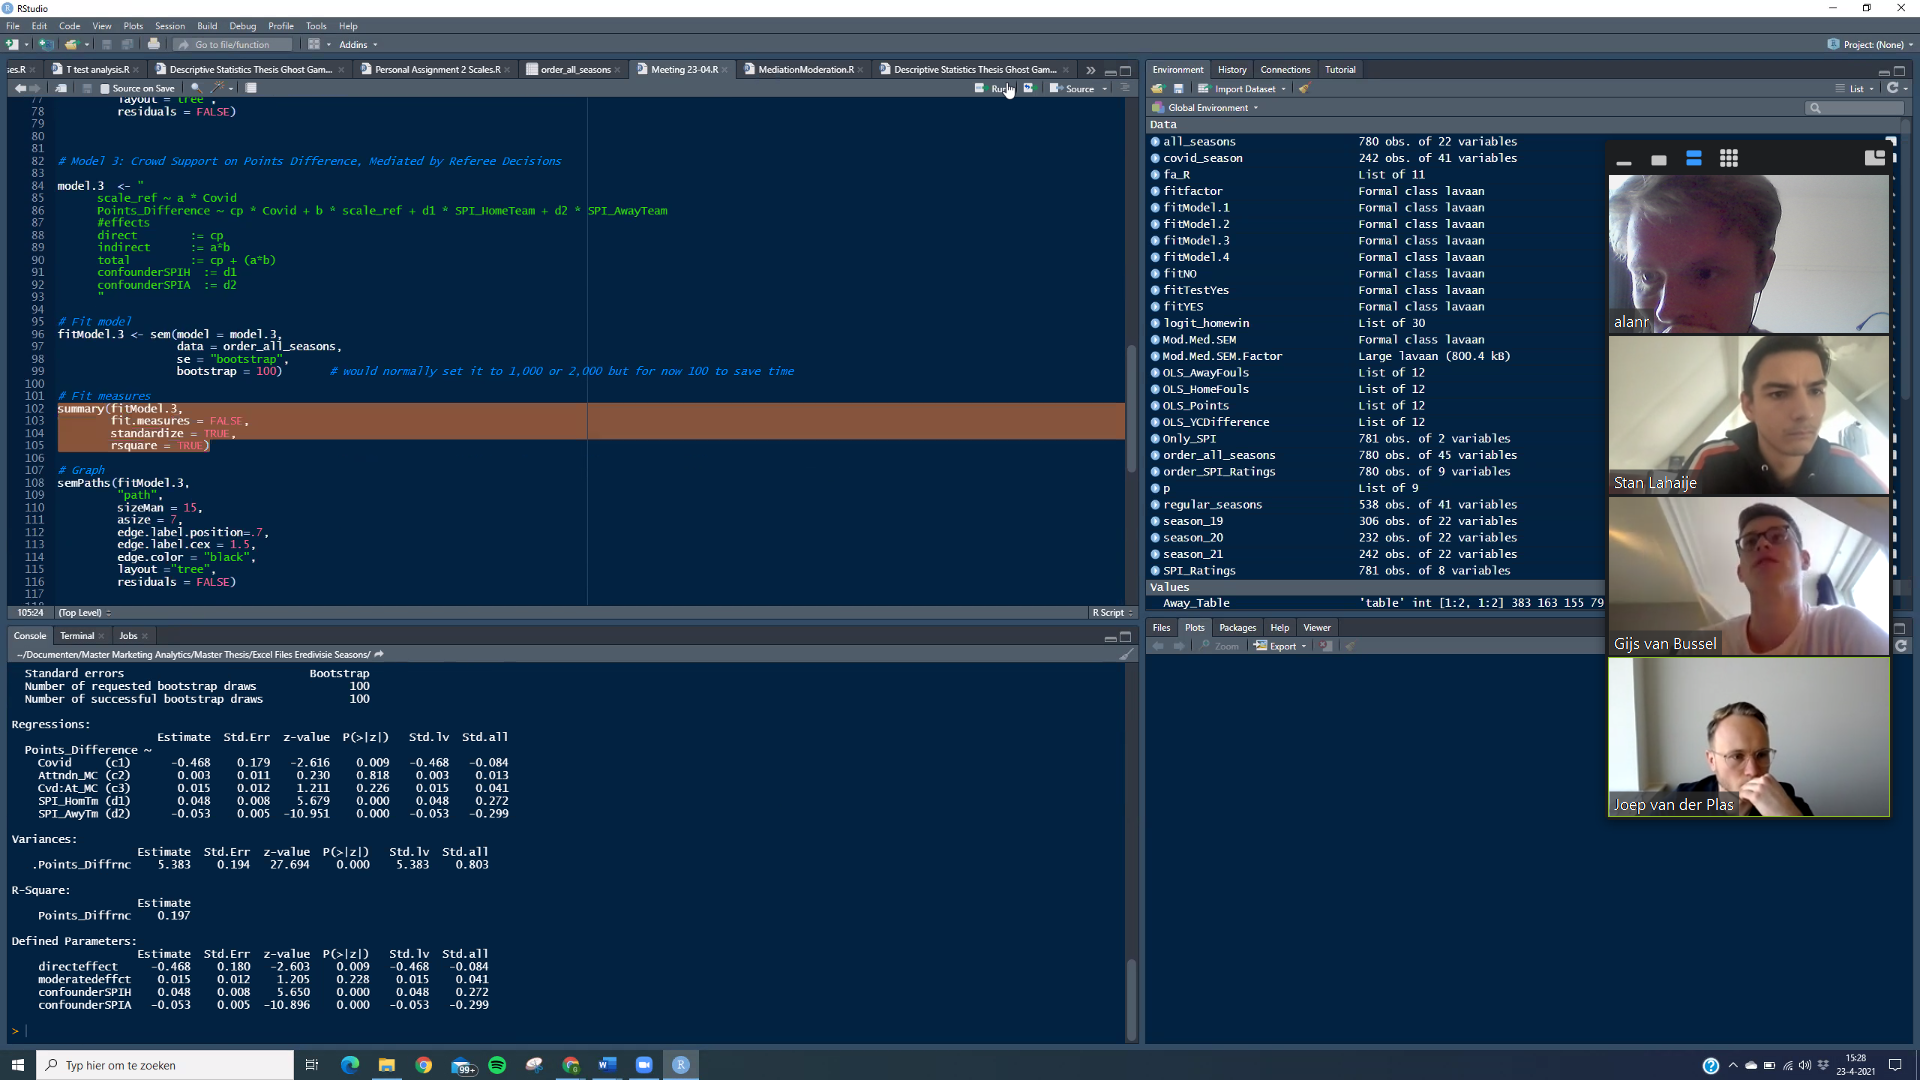 RStudio
File Edit Code View Plots Session Build Debug Profile Tools Help
Go to file/function Addins Project: (None)
ses.R T test analysis.R Descriptive Statistics Thesis Ghost Gam... Personal Assignment 2 Scales.R order_all_seasons Meeting 23-04.R MediationModeration.R Descriptive Statistics Thesis Ghost Gam...
Source on Save Run Source
77 layout = "tree",
78 residuals = FALSE)
79
80
81
82 # Model 3: Crowd Support on Points Difference, Mediated by Referee Decisions
83
84 model.3 <- "
85 scale_ref ~ a * Covid
86 Points_Difference ~ cp * Covid + b * scale_ref + d1 * SPI_HomeTeam + d2 * SPI_AwayTeam
87 #effects
88 direct := cp
89 indirect := a*b
90 total := cp + (a*b)
91 confounderSPIH := d1
92 confounderSPIA := d2
93 "
94
95 # Fit model
96 fitModel.3 <- sem(model = model.3,
97 data = order_all_seasons,
98 se = "bootstrap",
99 bootstrap = 100) # would normally set it to 1,000 or 2,000 but for now 100 to save time
100
101 # Fit measures
102 summary(fitModel.3,
103 fit.measures = FALSE,
104 standardize = TRUE,
105 rsquare = TRUE)
106
107 # Graph
108 semPaths(fitModel.3,
109 "path",
110 sizeMan = 15,
111 asize = 7,
112 edge.label.position=.7,
113 edge.label.cex = 1.5,
114 edge.color = "black",
115 layout ="tree",
116 residuals = FALSE)
117
105:24 (Top Level) R Script
Console Terminal Jobs
~/Documenten/Master Marketing Analytics/Master Thesis/Excel Files Eredivisie Seasons/
Standard errors Bootstrap
Number of requested bootstrap draws 100
Number of successful bootstrap draws 100
Regressions:
Estimate Std.Err z-value P(>|z|) Std.lv Std.all
Points_Difference ~
Covid (c1) -0.468 0.179 -2.616 0.009 -0.468 -0.084
Attndn_MC (c2) 0.003 0.011 0.230 0.818 0.003 0.013
Cvd:At_MC (c3) 0.015 0.012 1.211 0.226 0.015 0.041
SPI_HomTm (d1) 0.048 0.008 5.679 0.000 0.048 0.272
SPI_AwyTm (d2) -0.053 0.005 -10.951 0.000 -0.053 -0.299
Variances:
Estimate Std.Err z-value P(>|z|) Std.lv Std.all
.Points_Diffrnc 5.383 0.194 27.694 0.000 5.383 0.803
R-Square:
Estimate
Points_Diffrnc 0.197
Defined Parameters:
Estimate Std.Err z-value P(>|z|) Std.lv Std.all
directeffect -0.468 0.180 -2.603 0.009 -0.468 -0.084
moderatedeffct 0.015 0.012 1.205 0.228 0.015 0.041
confounderSPIH 0.048 0.008 5.650 0.000 0.048 0.272
confounderSPIA -0.053 0.005 -10.896 0.000 -0.053 -0.299
>
Environment History Connections Tutorial
Import Dataset List
Global Environment
Data
all_seasons 780 obs. of 22 variables
covid_season 242 obs. of 41 variables
fa_R List of 11
fitfactor Formal class lavaan
fitModel.1 Formal class lavaan
fitModel.2 Formal class lavaan
fitModel.3 Formal class lavaan
fitModel.4 Formal class lavaan
fitNO Formal class lavaan
fitTestYes Formal class lavaan
fitYES Formal class lavaan
logit_homewin List of 30
Mod.Med.SEM Formal class lavaan
Mod.Med.SEM.Factor Large lavaan (800.4 kB)
OLS_AwayFouls List of 12
OLS_HomeFouls List of 12
OLS_Points List of 12
OLS_YCDifference List of 12
Only_SPI 781 obs. of 2 variables
order_all_seasons 780 obs. of 45 variables
order_SPI_Ratings 780 obs. of 9 variables
p List of 9
regular_seasons 538 obs. of 41 variables
season_19 306 obs. of 22 variables
season_20 232 obs. of 22 variables
season_21 242 obs. of 22 variables
SPI_Ratings 781 obs. of 8 variables
Values
Away_Table 'table' int [1:2, 1:2] 383 163 155 79
Files Plots Packages Help Viewer
Zoom Export
alanr
Stan Lahaije
Gijs van Bussel
Joep van der Plas
Typ hier om te zoeken
99+
15:28
23-4-2021